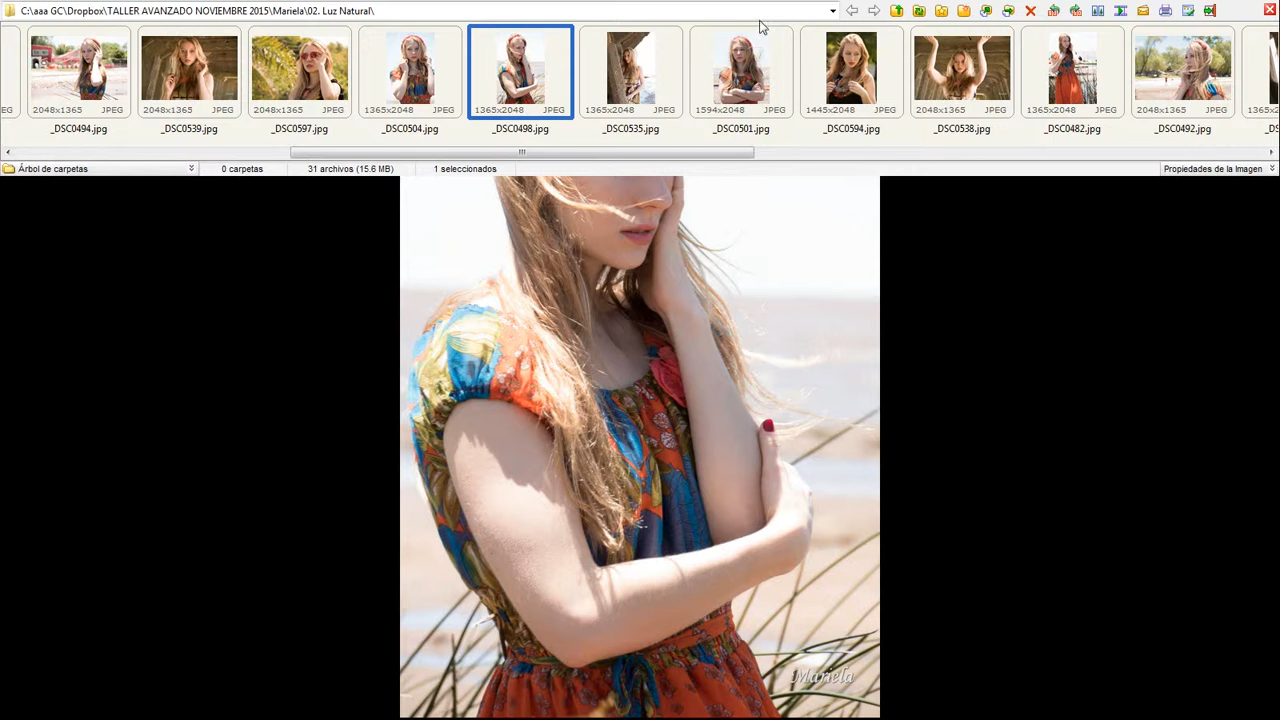 C:\aaa GC\Dropbox\TALLER AVANZADO NOVIEMBRE 2015\Mariela\02. Luz Natural\
EG 2048x1365 JPEG 2048x1365 JPEG 2048x1365 JPEG 1365x2048 JPEG 1365x2048 JPEG 1365x2048 JPEG 1594x2048 JPEG 1445x2048 JPEG 2048x1365 JPEG 1365x2048 JPEG 2048x1365 JPEG 2
_DSC0494.jpg _DSC0539.jpg _DSC0597.jpg _DSC0504.jpg _DSC0498.jpg _DSC0535.jpg _DSC0501.jpg _DSC0594.jpg _DSC0538.jpg _DSC0482.jpg _DSC0492.jpg _DS
Árbol de carpetas 0 carpetas 31 archivos (15.6 MB) 1 seleccionados Propiedades de la Imagen
Mariela